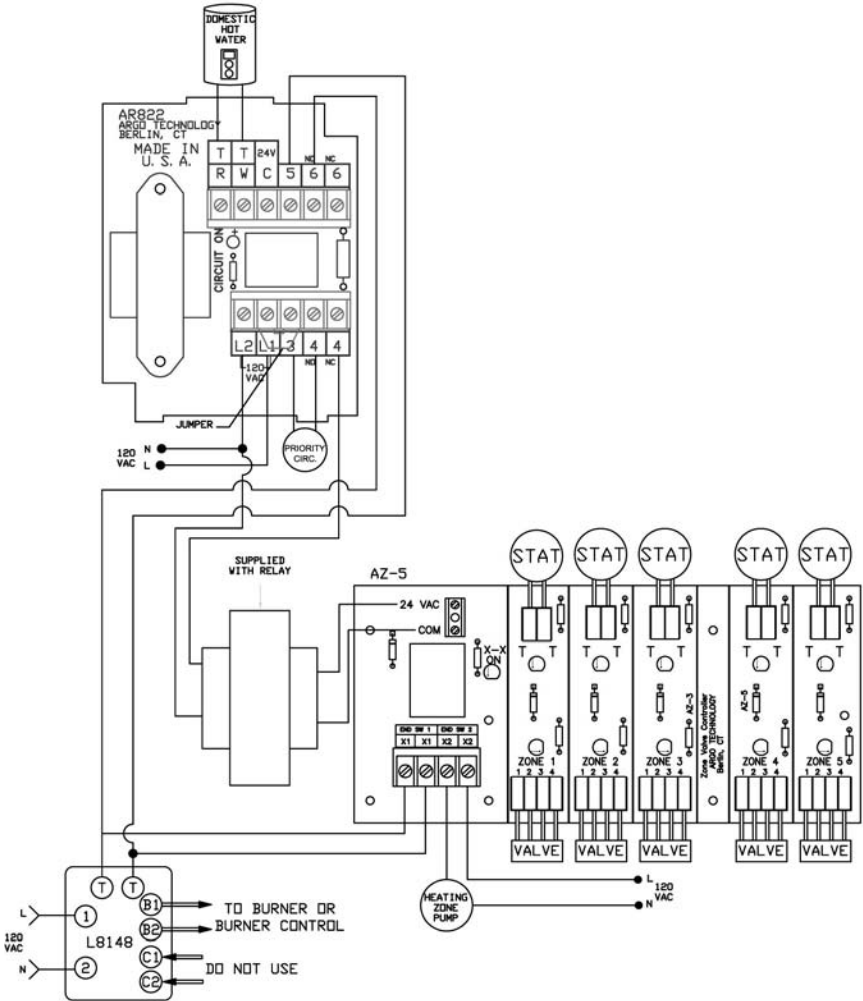 DOMESTIC
HOT
WATER
AR822
ARGO TECHNOLOGY
BERLIN, CT
MADE IN
U. S. A.
T T 24V NO NC
R W C 5 6 6
CIRCUIT ON
+
L2 L1 3 4 4
120 VAC
NO NC
JUMPER
PRIORITY
CIRC.
120
VAC
N
L
SUPPLIED
WITH RELAY
AZ-5
24 VAC
COM
X-X
ON
END SW 1 END SW 2
X1 X1 X2 X2
STAT
STAT
STAT
STAT
STAT
T T
T T
T T
T T
T T
AZ-3
AZ-5
Zone Valve Controller
ARGO TECHNOLOGY
Berlin, CT
ZONE 1
1 2 3 4
ZONE 2
1 2 3 4
ZONE 3
1 2 3 4
ZONE 4
1 2 3 4
ZONE 5
1 2 3 4
VALVE
VALVE
VALVE
VALVE
VALVE
HEATING
ZONE
PUMP
L
N
120
VAC
T T
L
120
VAC
N
1
2
L8148
B1
B2
C1
C2
TO BURNER OR
BURNER CONTROL
DO NOT USE